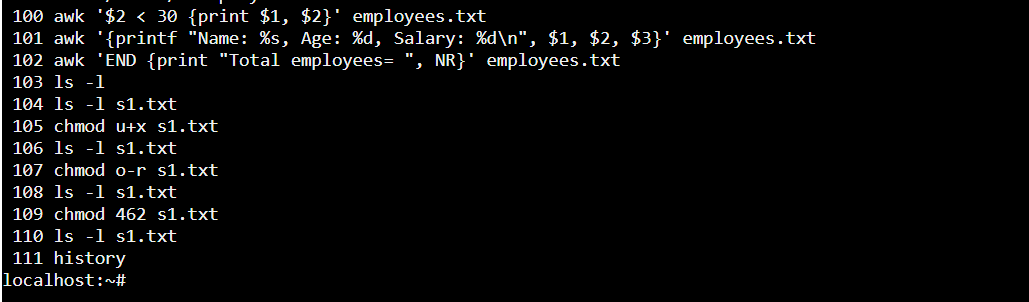 100 awk '$2 < 30 {print $1, $2}' employees.txt
101 awk '{printf "Name: %s, Age: %d, Salary: %d\n", $1, $2, $3}' employees.txt
102 awk 'END {print "Total employees= ", NR}' employees.txt
103 ls -l
104 ls -l s1.txt
105 chmod u+x s1.txt
106 ls -l s1.txt
107 chmod o-r s1.txt
108 ls -l s1.txt
109 chmod 462 s1.txt
110 ls -l s1.txt
111 history
localhost:~#